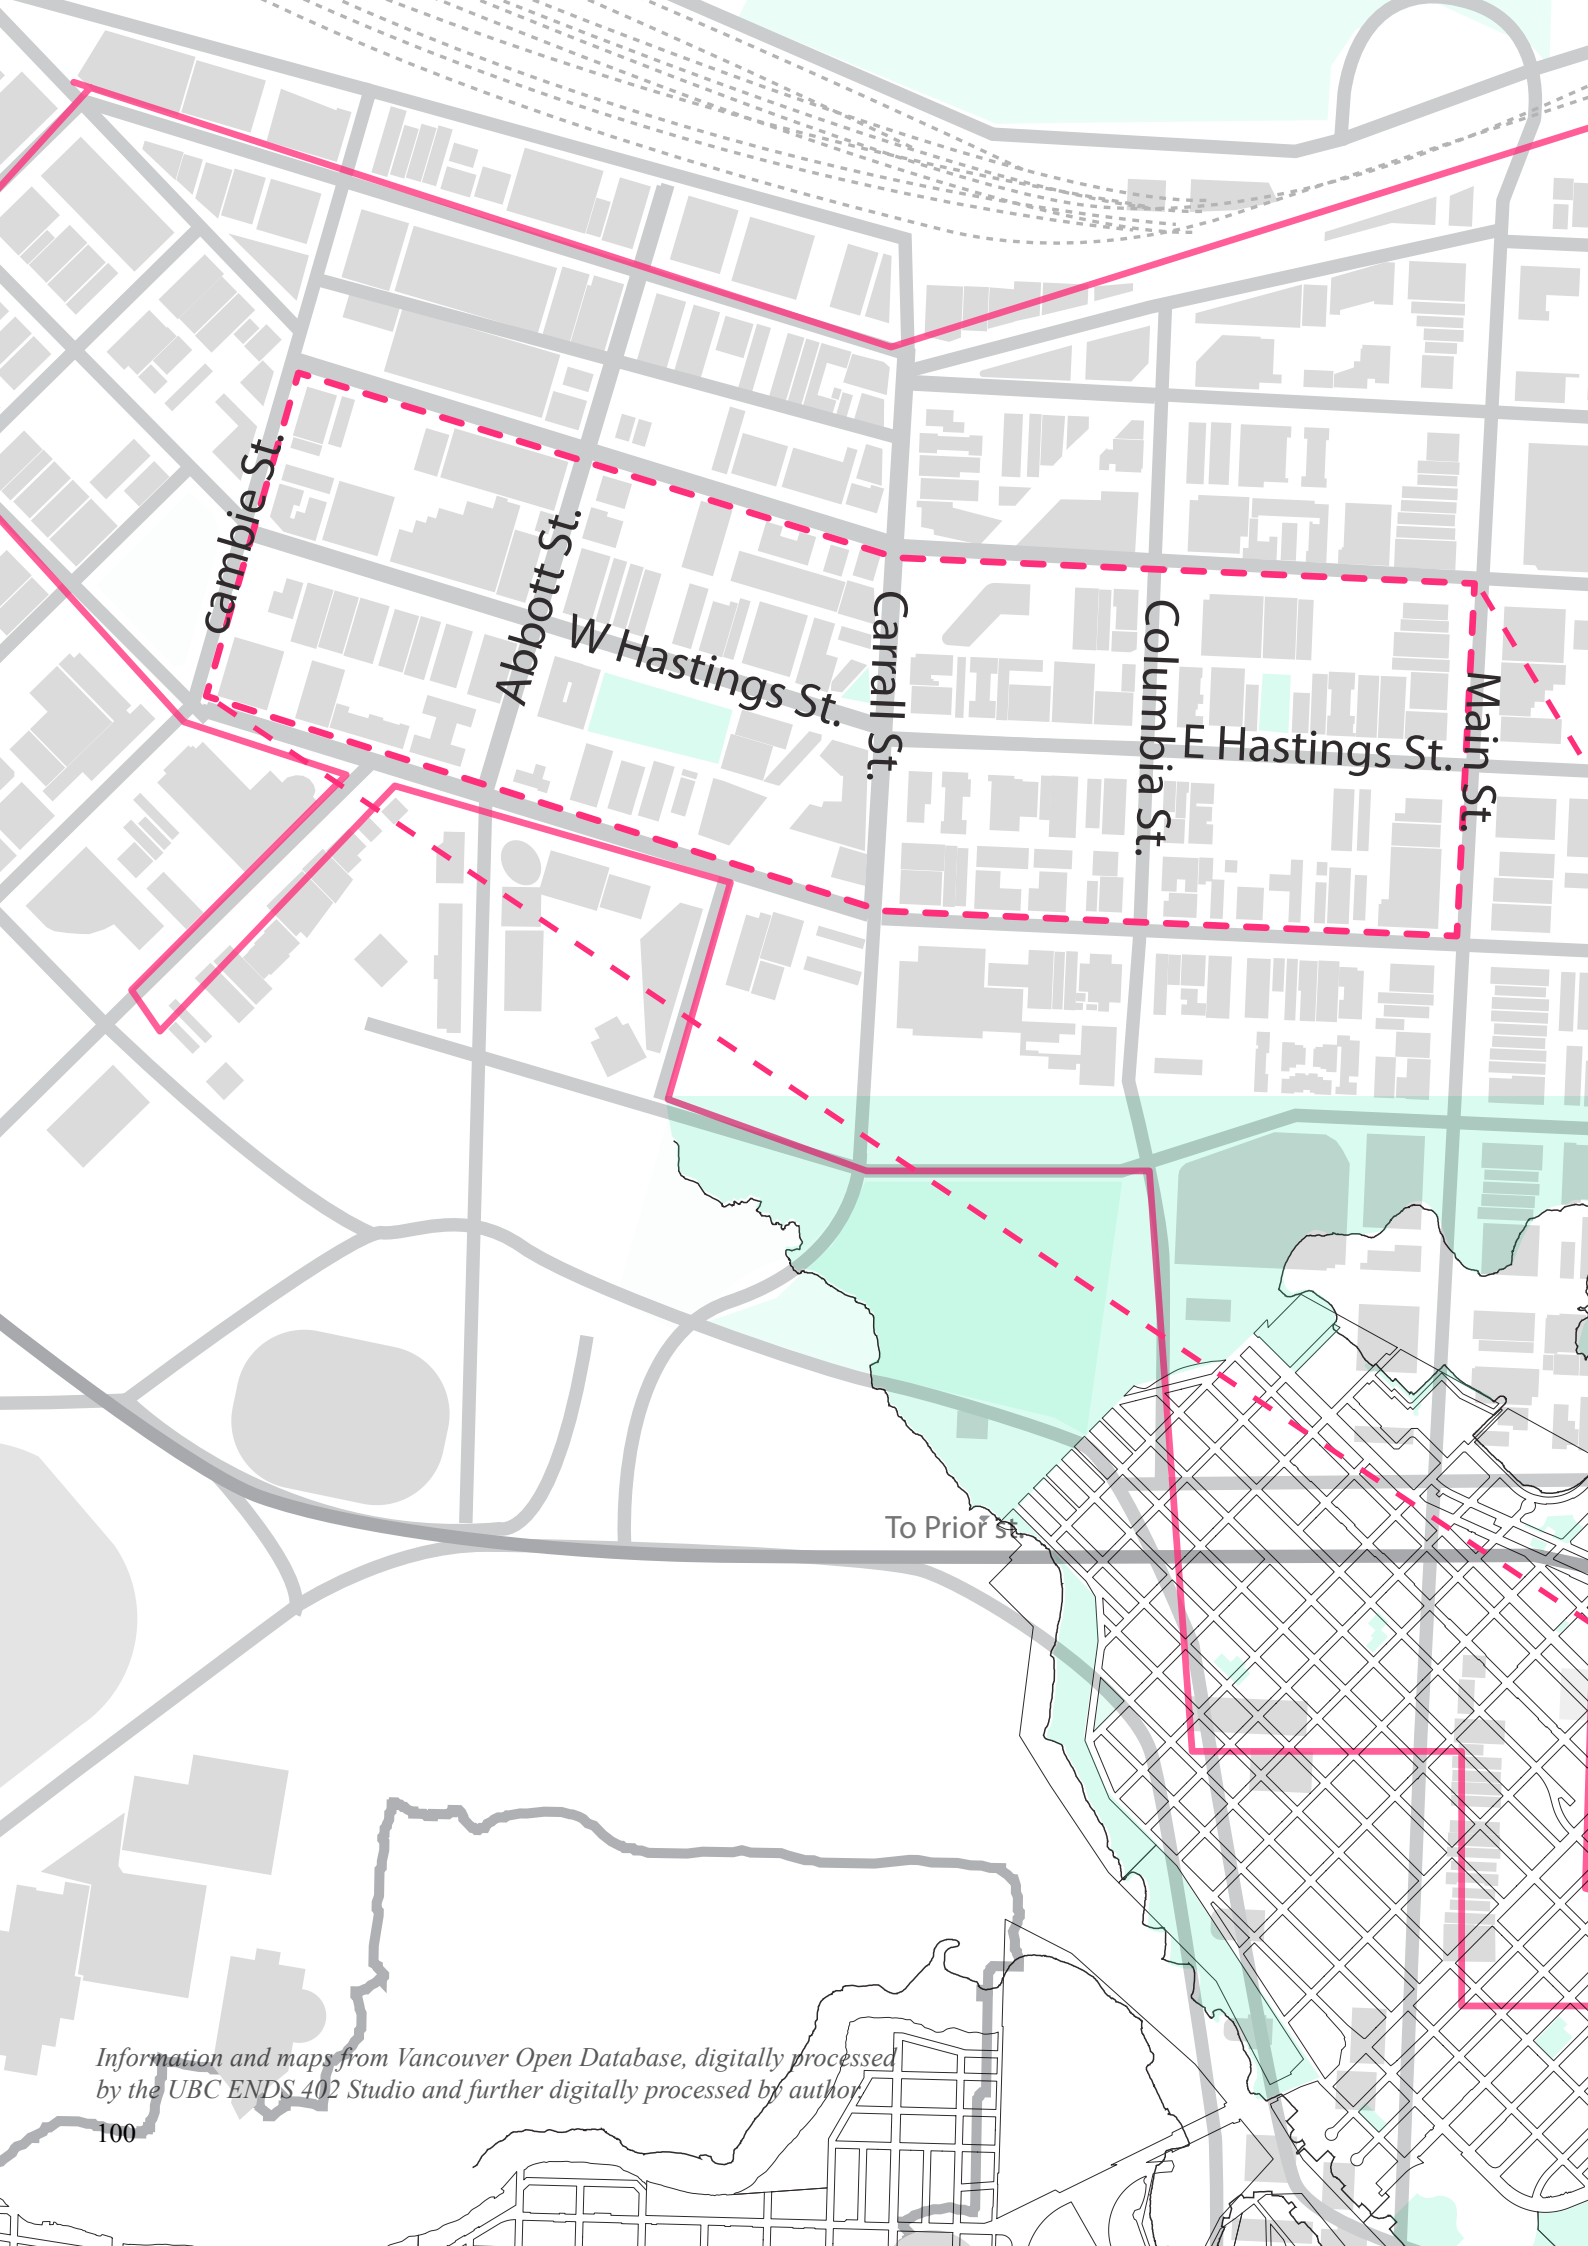 cambie St.
Abbott St.
W Hastings St.
Carrall St.
Columbia St.
E Hastings St.
Main St.
To Prior st.
Information and maps from Vancouver Open Database, digitally processed
by the UBC ENDS 402 Studio and further digitally processed by author.
100